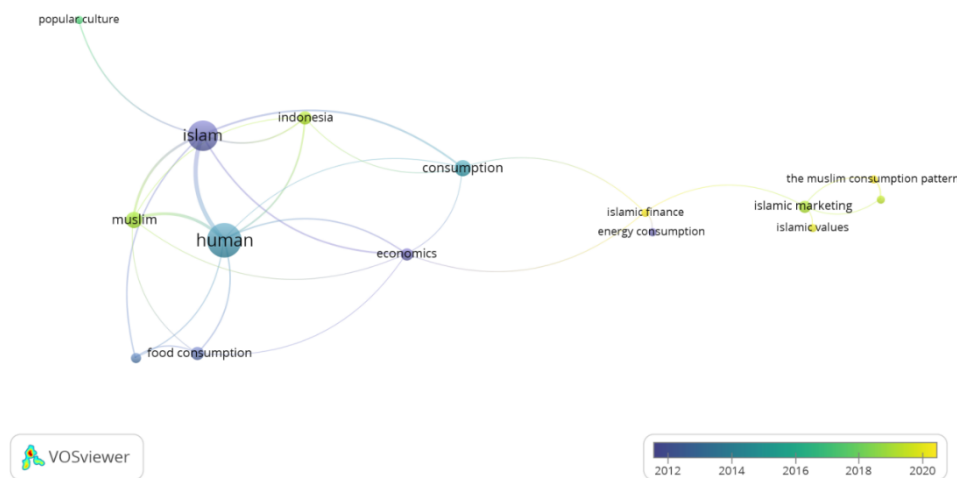 popular culture
indonesia
islam
consumption
the muslim consumption pattern
islamic marketing
islamic finance
muslim
islamic values
energy consumption
human
economics
food consumption
VOSviewer
2012 2014 2016 2018 2020